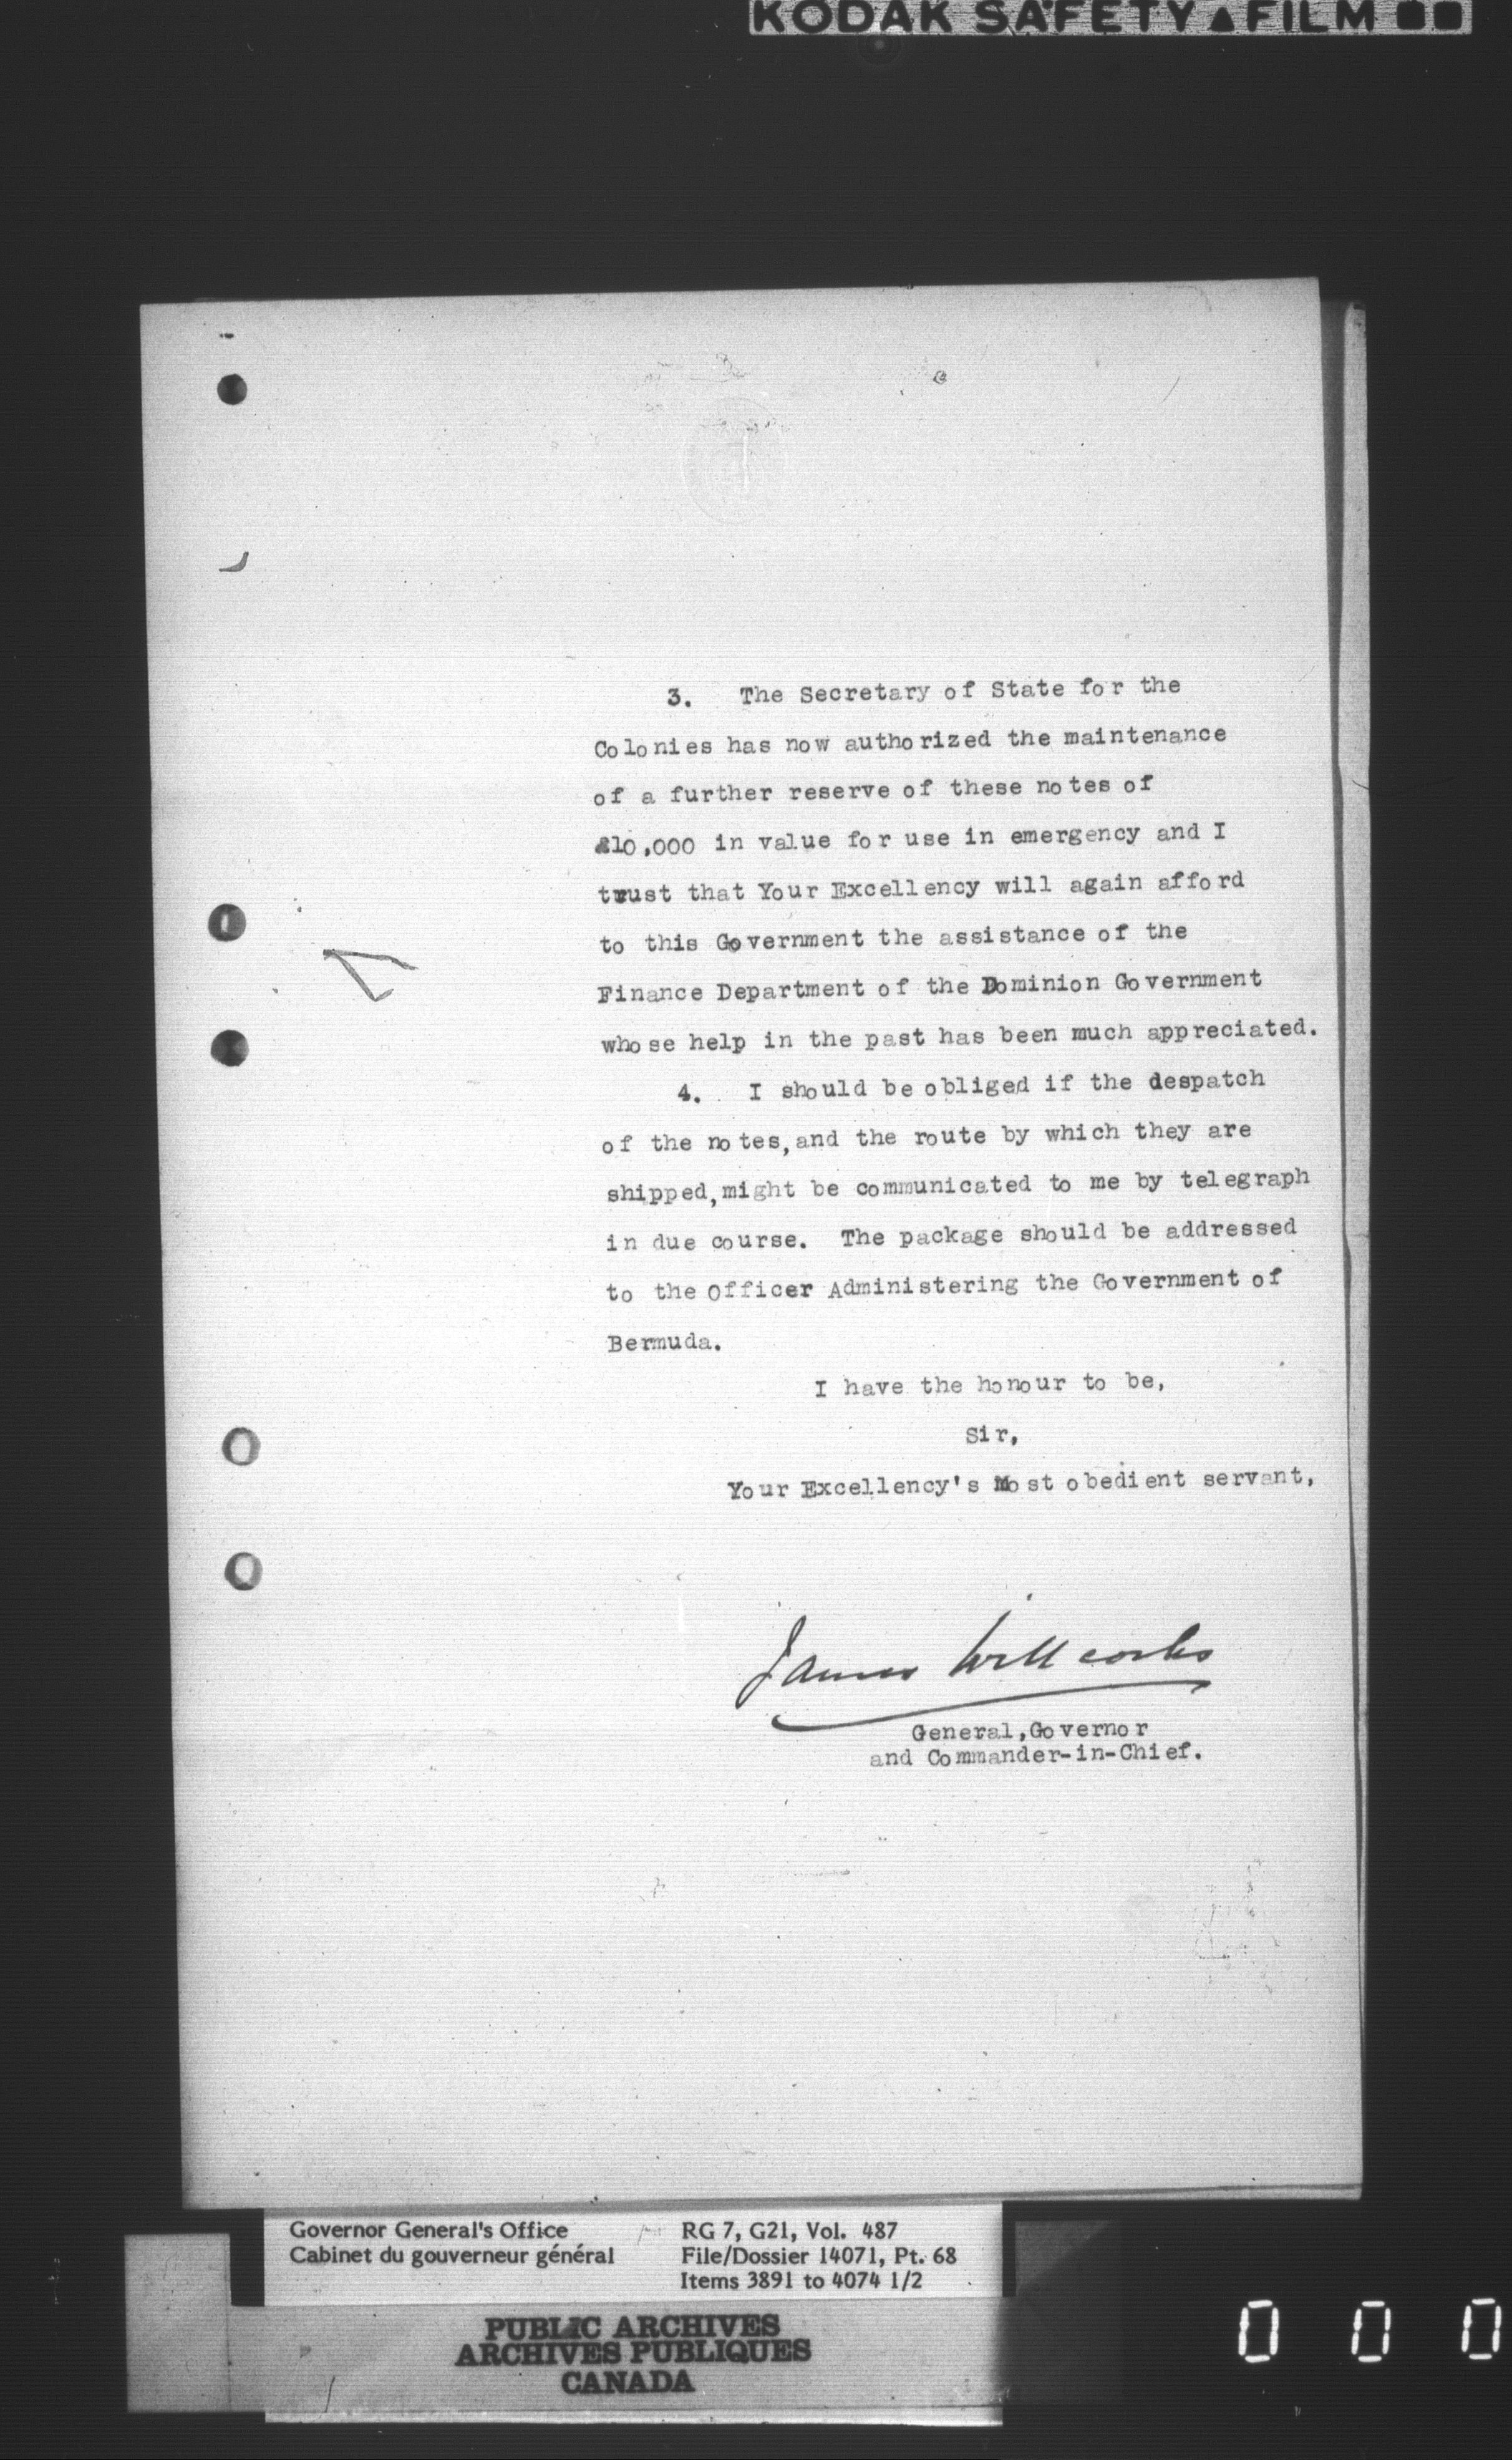 KODAK SAFETY ▲ FILM
3. The Secretary of State for the
Colonies has now authorized the maintenance
of a further reserve of these notes of
£10,000 in value for use in emergency and I
trust that Your Excellency will again afford
to this Government the assistance of the
Finance Department of the Dominion Government
whose help in the past has been much appreciated.
4. I should be obliged if the despatch
of the notes, and the route by which they are
shipped, might be communicated to me by telegraph
in due course. The package should be addressed
to the Officer Administering the Government of
Bermuda.
I have the honour to be,
Sir,
Your Excellency's Most obedient servant,
James Willcocks
General, Governor
and Commander-in-Chief.
Governor General's Office
Cabinet du gouverneur général
RG 7, G21, Vol. 487
File/Dossier 14071, Pt. 68
Items 3891 to 4074 1/2
PUBLIC ARCHIVES
ARCHIVES PUBLIQUES
CANADA
0 0 0